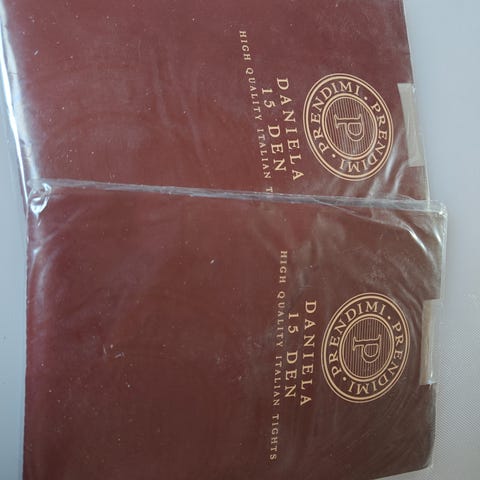 PRENDIMI · PRENDIMI ·
P
DANIELA
15 DEN
HIGH QUALITY ITALIAN T
PRENDIMI · PRENDIMI ·
P
DANIELA
15 DEN
HIGH QUALITY ITALIAN TIGHTS